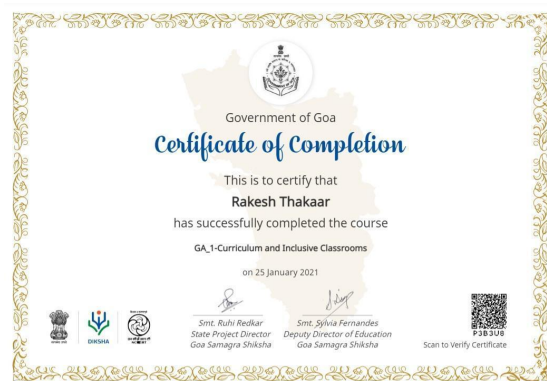 Government of Goa
Certificate of Completion
This is to certify that
Rakesh Thakaar
has successfully completed the course
GA_1-Curriculum and Inclusive Classrooms
on 25 January 2021
Smt. Ruhi Redkar
State Project Director
Goa Samagra Shiksha
Smt. Sylvia Fernandes
Deputy Director of Education
Goa Samagra Shiksha
DIKSHA
P3B3U8
Scan to Verify Certificate